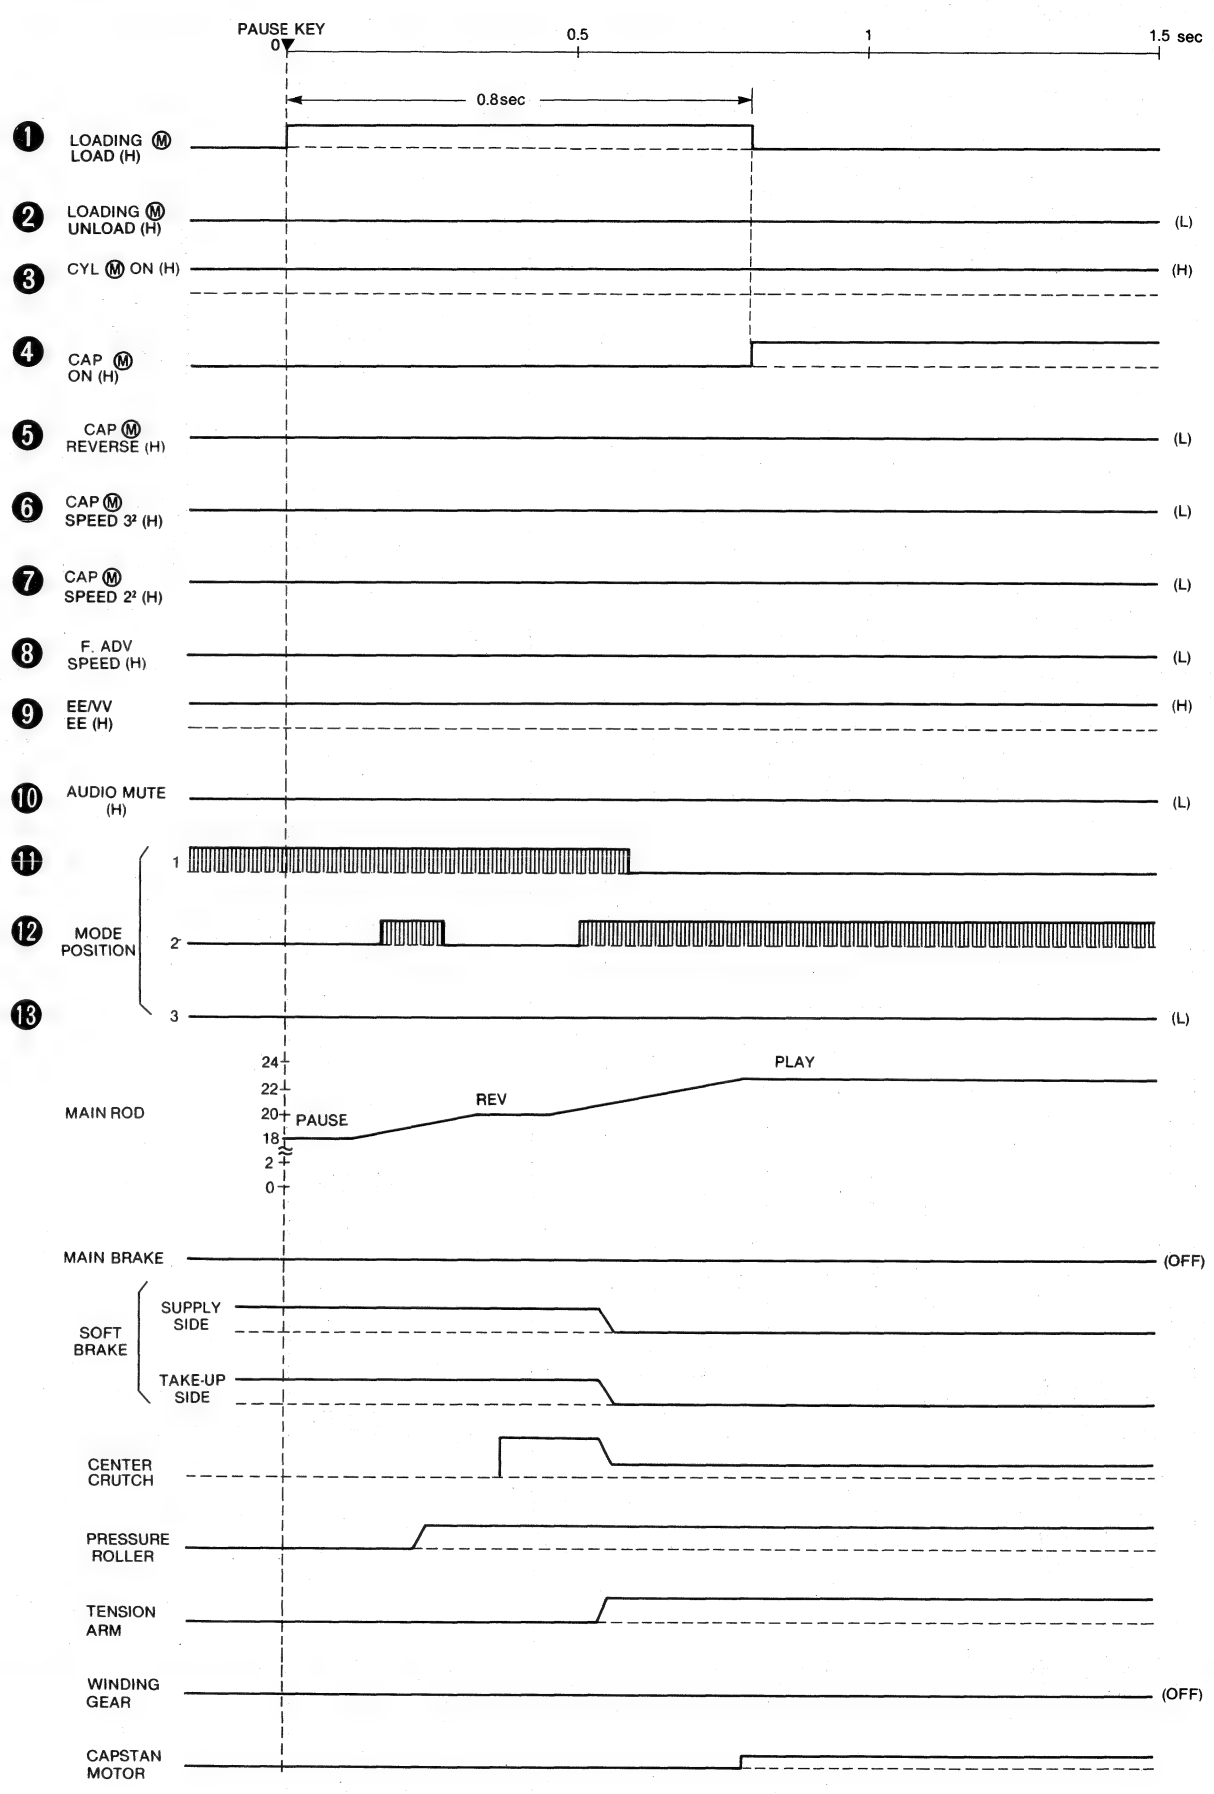 PAUSE KEY
0 0.5 1 1.5 sec
0.8sec
1 LOADING Ⓜ
LOAD (H)
2 LOADING Ⓜ
UNLOAD (H) (L)
3 CYL Ⓜ ON (H) (H)
4 CAP Ⓜ
ON (H)
5 CAP Ⓜ
REVERSE (H) (L)
6 CAP Ⓜ
SPEED 3² (H) (L)
7 CAP Ⓜ
SPEED 2² (H) (L)
8 F. ADV
SPEED (H) (L)
9 EE/VV
EE (H) (H)
10 AUDIO MUTE
(H) (L)
11 1
12 MODE
POSITION 2
13 3 (L)
24
PLAY
22
REV
MAIN ROD 20
PAUSE
18
2
0
MAIN BRAKE (OFF)
SOFT
BRAKE
SUPPLY
SIDE
TAKE-UP
SIDE
CENTER
CRUTCH
PRESSURE
ROLLER
TENSION
ARM
WINDING
GEAR (OFF)
CAPSTAN
MOTOR